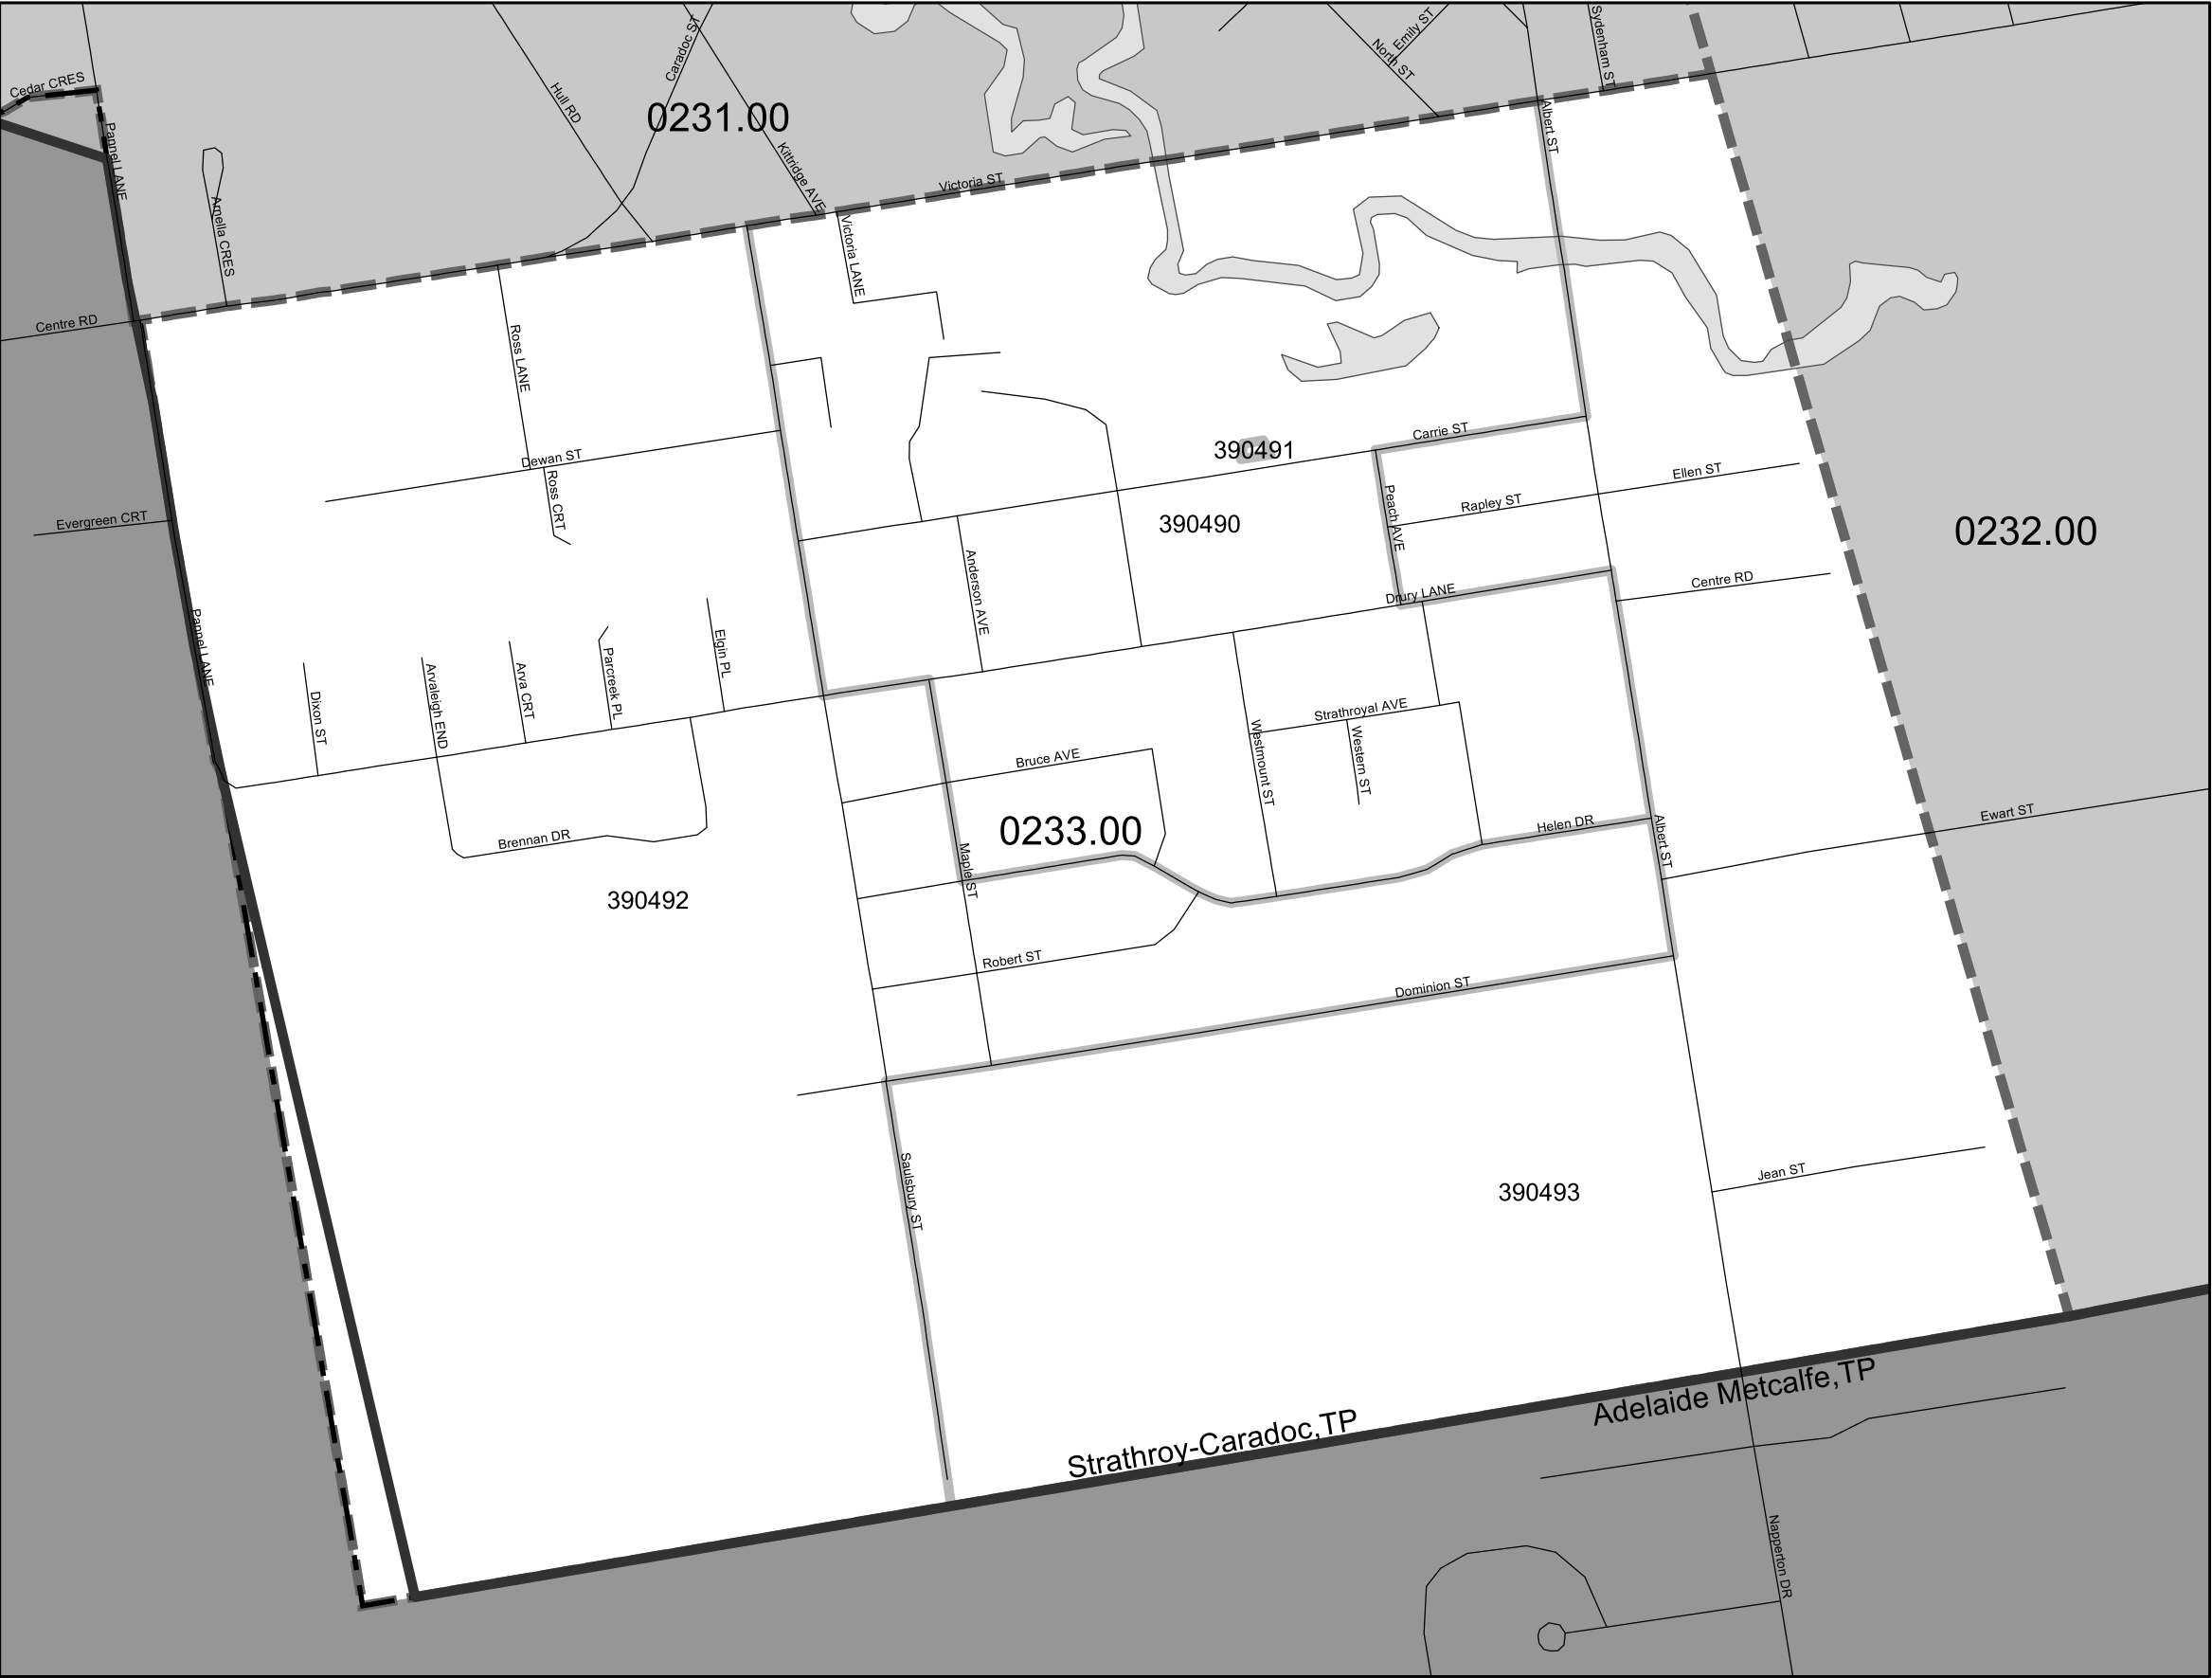 Cedar CRES
Pannel LANE
Amella CRES
Hull RD
Caradoc ST
0231.00
Kittridge AVE
Victoria ST
North ST
Emily ST
Sydenham ST
Albert ST
Centre RD
Ross LANE
Victoria LANE
Dewan ST
Ross CRT
Evergreen CRT
390491
Carrie ST
390490
Peach AVE
Rapley ST
Ellen ST
0232.00
Anderson AVE
Drury LANE
Centre RD
Pannel LANE
Dixon ST
Arvaleigh END
Arva CRT
Parcreek PL
Elgin PL
Strathroyal AVE
Westmount ST
Western ST
Bruce AVE
0233.00
Brennan DR
Maple ST
Helen DR
Albert ST
Ewart ST
390492
Robert ST
Dominion ST
Saulsbury ST
390493
Jean ST
Strathroy-Caradoc,TP
Adelaide Metcalfe,TP
Napperton DR